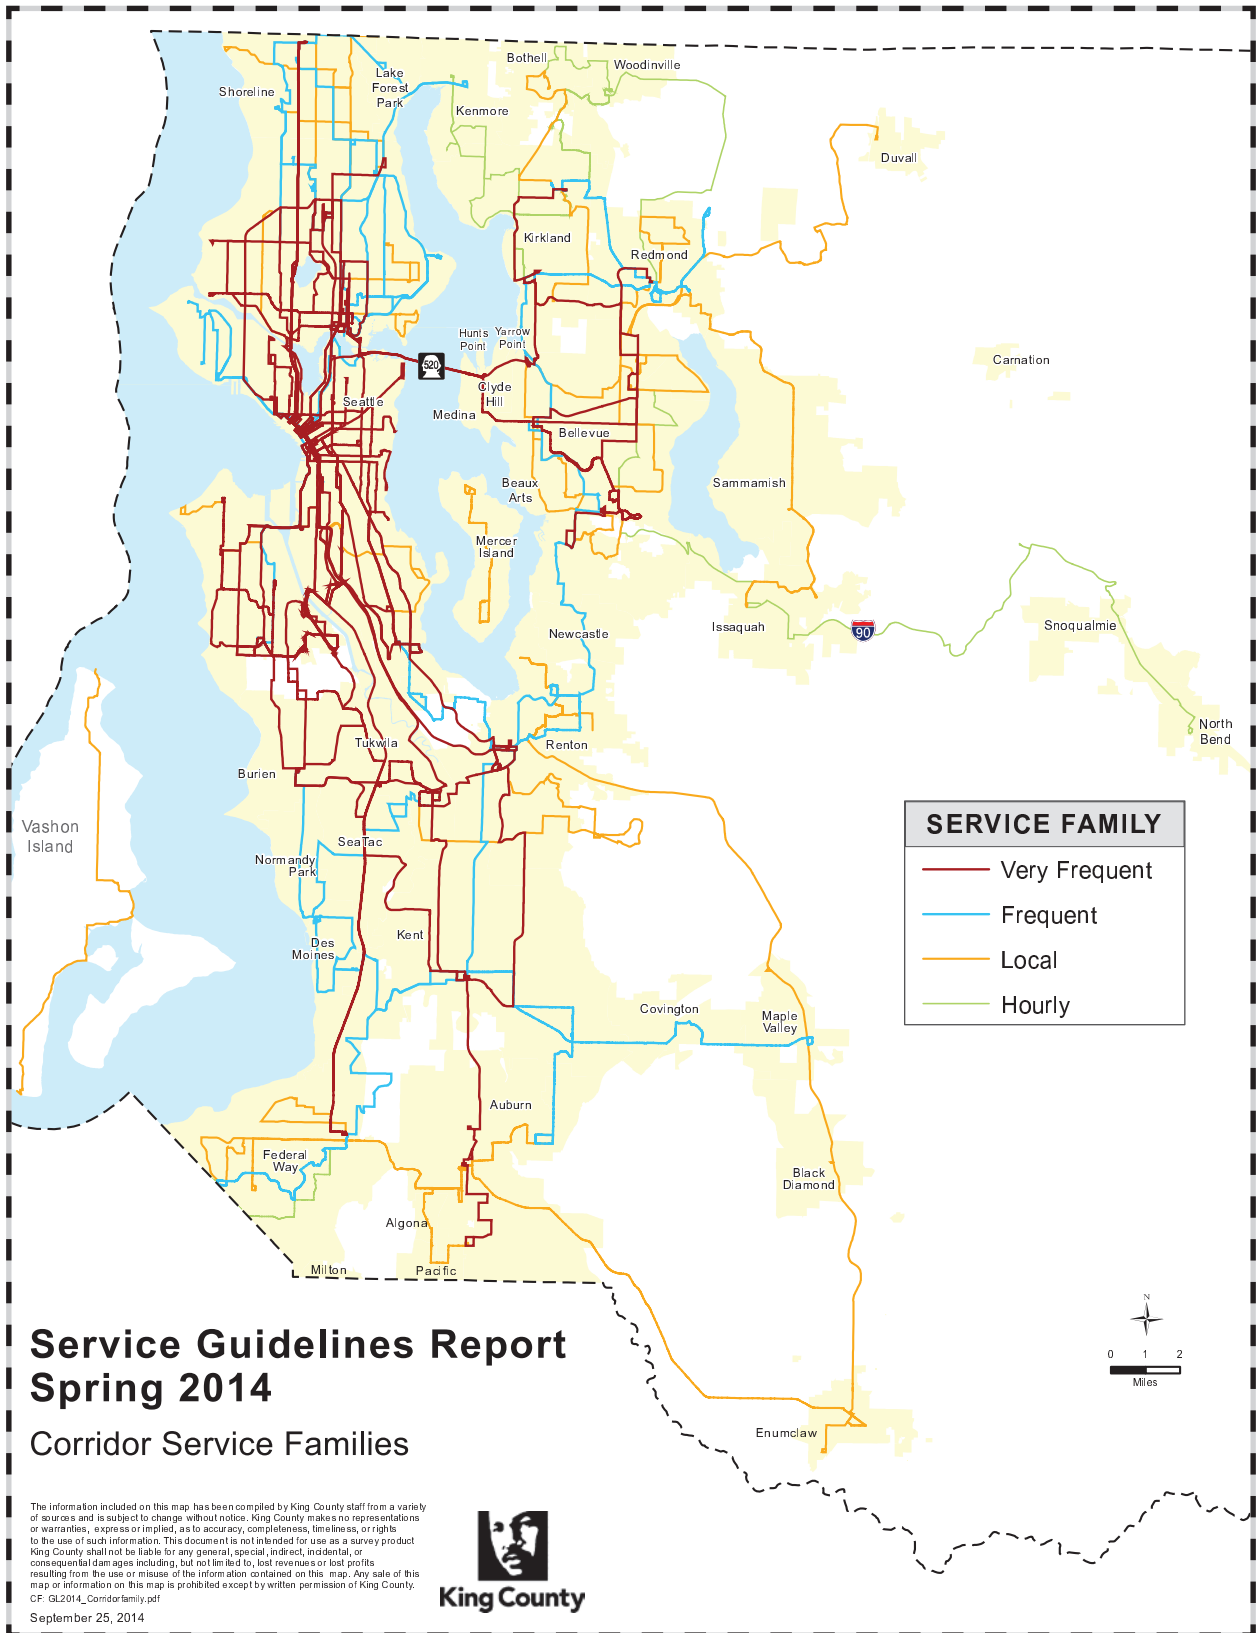 Bothell
Woodinville
Lake
Forest
Park
Shoreline
Kenmore
Duvall
Kirkland
Redmond
Hunts
Point
Yarrow
Point
Carnation
520
Clyde
Hill
Seattle
Medina
Bellevue
Beaux
Arts
Sammamish
Mercer
Island
Newcastle
Issaquah
90
Snoqualmie
North
Bend
Tukwila
Renton
Burien
Vashon
Island
SeaTac
Normandy
Park
Kent
Des
Moines
Covington
Maple
Valley
Auburn
Federal
Way
Black
Diamond
Algona
Milton
Pacific
Enumclaw
SERVICE FAMILY
Very Frequent
Frequent
Local
Hourly
N
0 1 2
Miles
Service Guidelines Report
Spring 2014
Corridor Service Families
The information included on this map has been compiled by King County staff from a variety
of sources and is subject to change without notice. King County makes no representations
or warranties, express or implied, as to accuracy, completeness, timeliness, or rights
to the use of such information. This document is not intended for use as a survey product
King County shall not be liable for any general, special, indirect, incidental, or
consequential damages including, but not limited to, lost revenues or lost profits
resulting from the use or misuse of the information contained on this map. Any sale of this
map or information on this map is prohibited except by written permission of King County.
CF: GL2014_Corridorfamily.pdf
September 25, 2014
King County